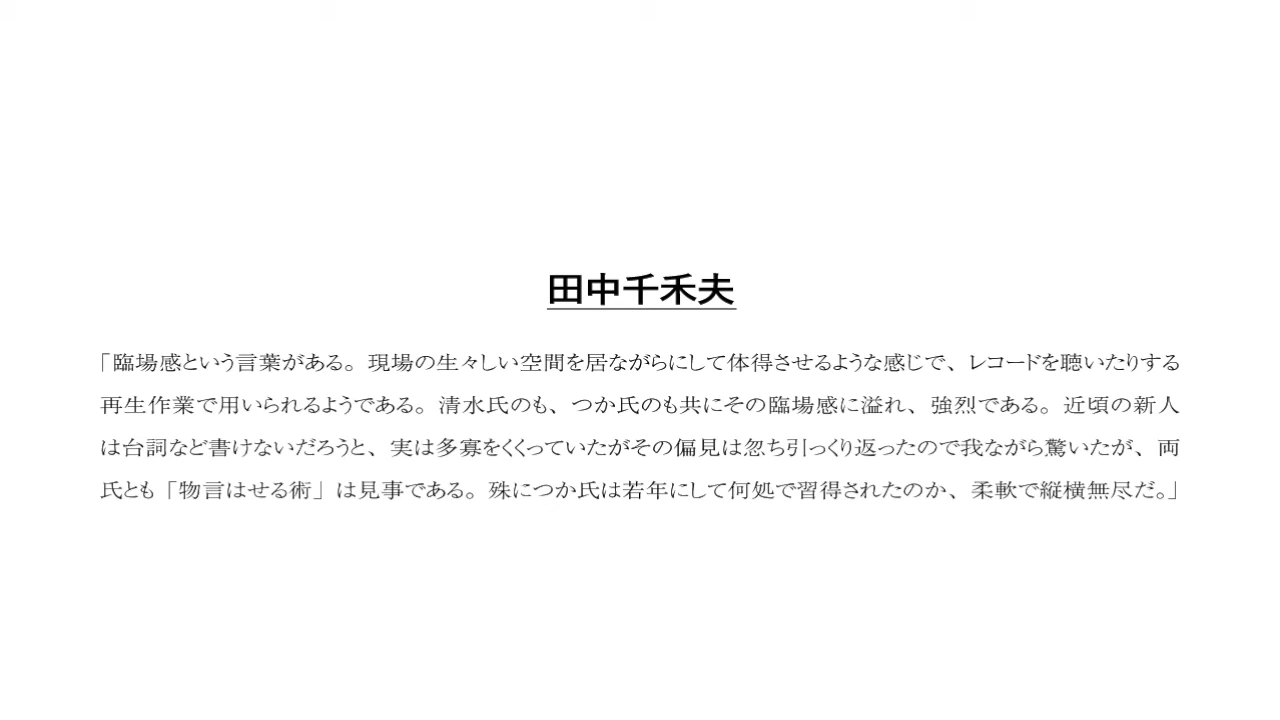 田中千禾夫
「臨場感という言葉がある。現場の生々しい空間を居ながらにして体得させるような感じで、レコードを聴いたりする
再生作業で用いられるようである。清水氏のも、つか氏のも共にその臨場感に溢れ、強烈である。近頃の新人
は台詞など書けないだろうと、実は多寡をくくっていたがその偏見は忽ち引っくり返ったので我ながら驚いたが、両
氏とも「物言はせる術」は見事である。殊につか氏は若年にして何処で習得されたのか、柔軟で縦横無尽だ。」